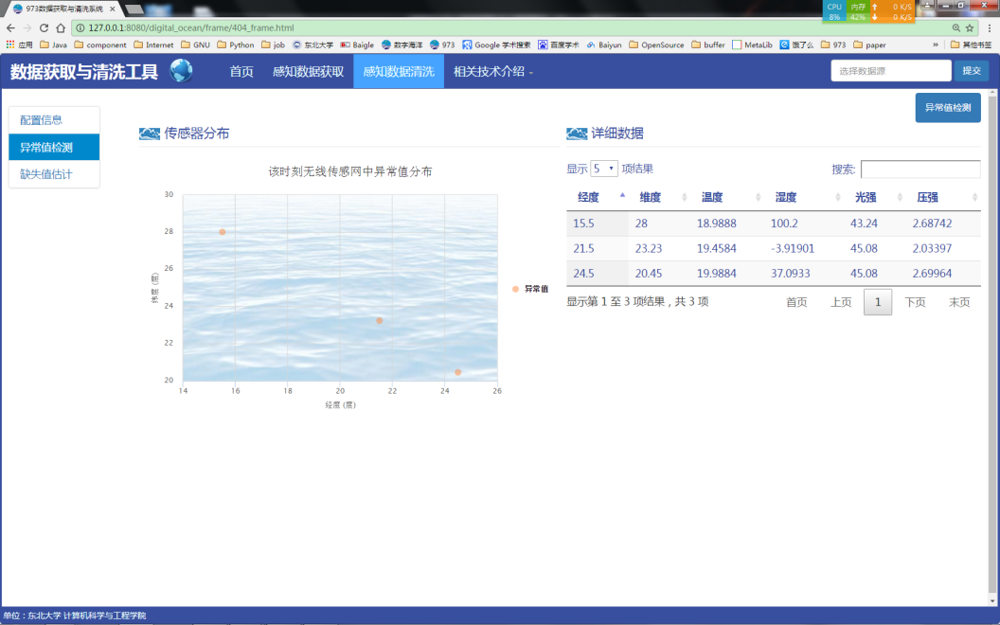 973数据获取与清洗系统
CPU 8%
内存 42%
0 K/S
0 K/S
127.0.0.1:8080/digital_ocean/frame/404_frame.html
应用 Java component Internet GNU Python job 东北大学 Baigle 数字海洋 973 Google 学术搜索 百度学术 Baiyun OpenSource buffer MetaLib 饿了么 973 paper » 其他书签
数据获取与清洗工具 首页 感知数据获取 感知数据清洗 相关技术介绍 选择数据源 提交
异常值检测
配置信息
异常值检测
缺失值估计
传感器分布
该时刻无线传感网中异常值分布
30
28
26
24
22
20
纬度 (度)
14 16 18 20 22 24 26
经度 (度)
异常值
详细数据
显示 5 项结果 搜索:
经度 维度 温度 湿度 光强 压强
15.5 28 18.9888 100.2 43.24 2.68742
21.5 23.23 19.4584 -3.91901 45.08 2.03397
24.5 20.45 19.9884 37.0933 45.08 2.69964
显示第 1 至 3 项结果，共 3 项 首页 上页 1 下页 末页
单位：东北大学 计算机科学与工程学院